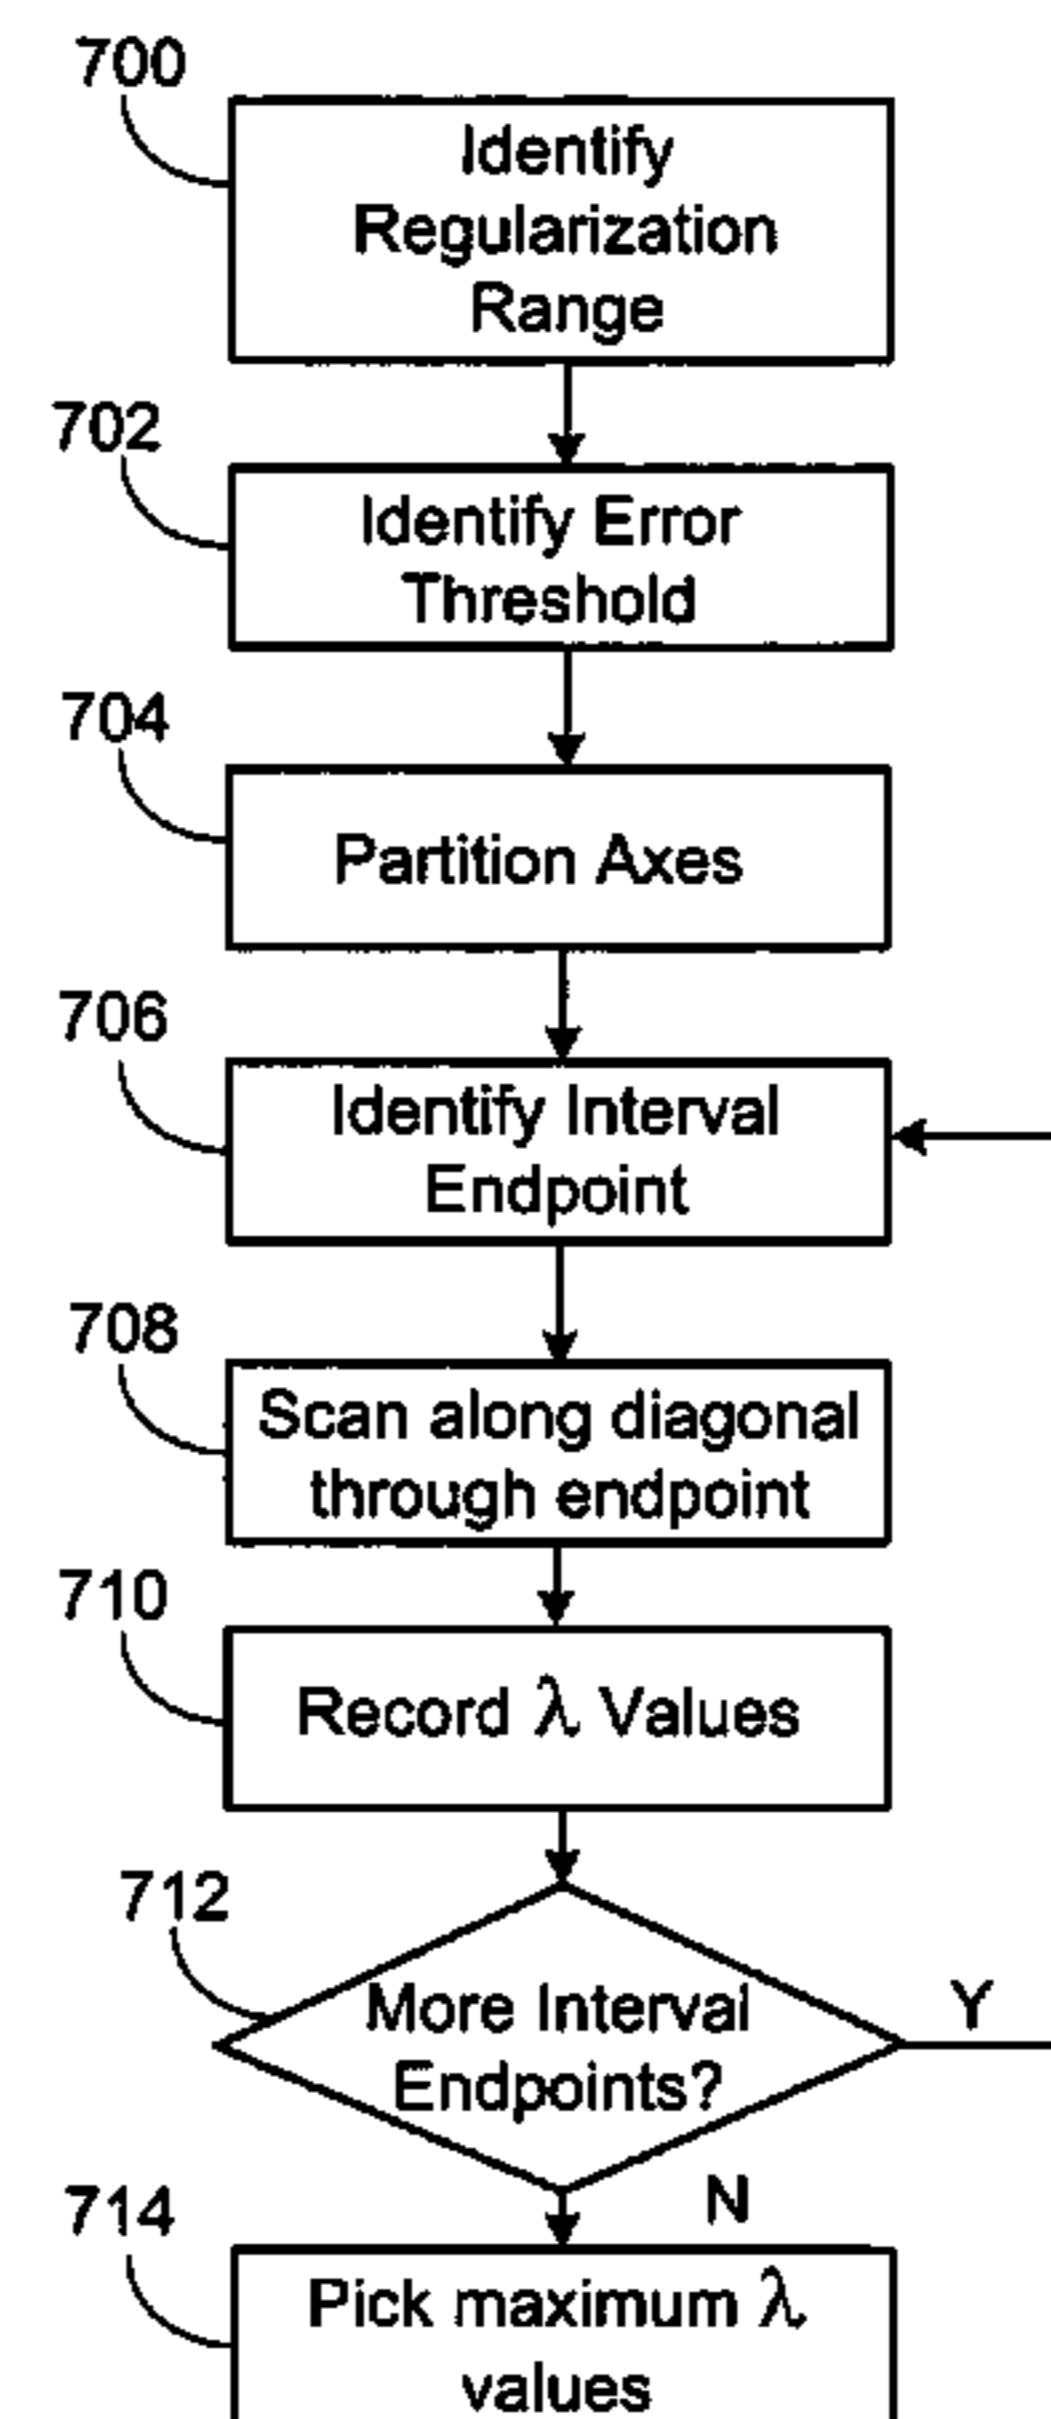 700
Identify
Regularization
Range
702
Identify Error
Threshold
704
Partition Axes
706
Identify Interval
Endpoint
708
Scan along diagonal
through endpoint
710
Record λ Values
712
More Interval
Endpoints?
Y
N
714
Pick maximum λ
values